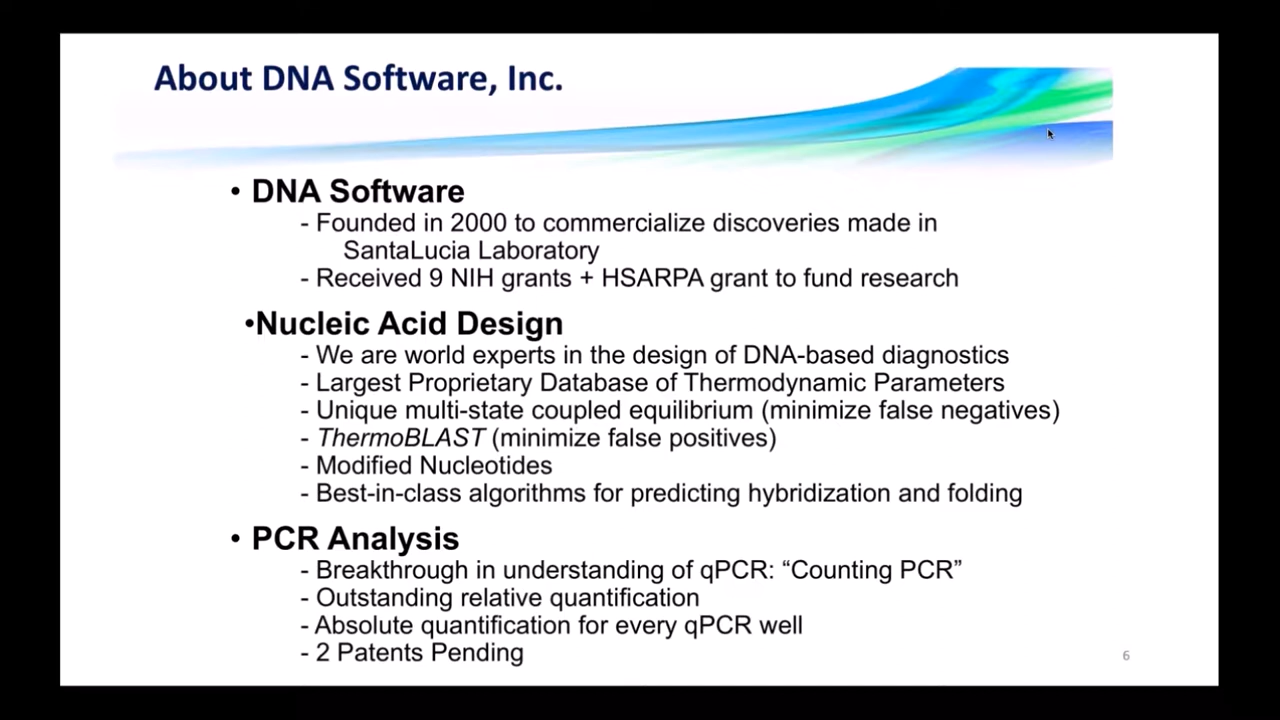 About DNA Software, Inc.
• DNA Software
- Founded in 2000 to commercialize discoveries made in
SantaLucia Laboratory
- Received 9 NIH grants + HSARPA grant to fund research
•Nucleic Acid Design
- We are world experts in the design of DNA-based diagnostics
- Largest Proprietary Database of Thermodynamic Parameters
- Unique multi-state coupled equilibrium (minimize false negatives)
- ThermoBLAST (minimize false positives)
- Modified Nucleotides
- Best-in-class algorithms for predicting hybridization and folding
• PCR Analysis
- Breakthrough in understanding of qPCR: “Counting PCR”
- Outstanding relative quantification
- Absolute quantification for every qPCR well
- 2 Patents Pending
6